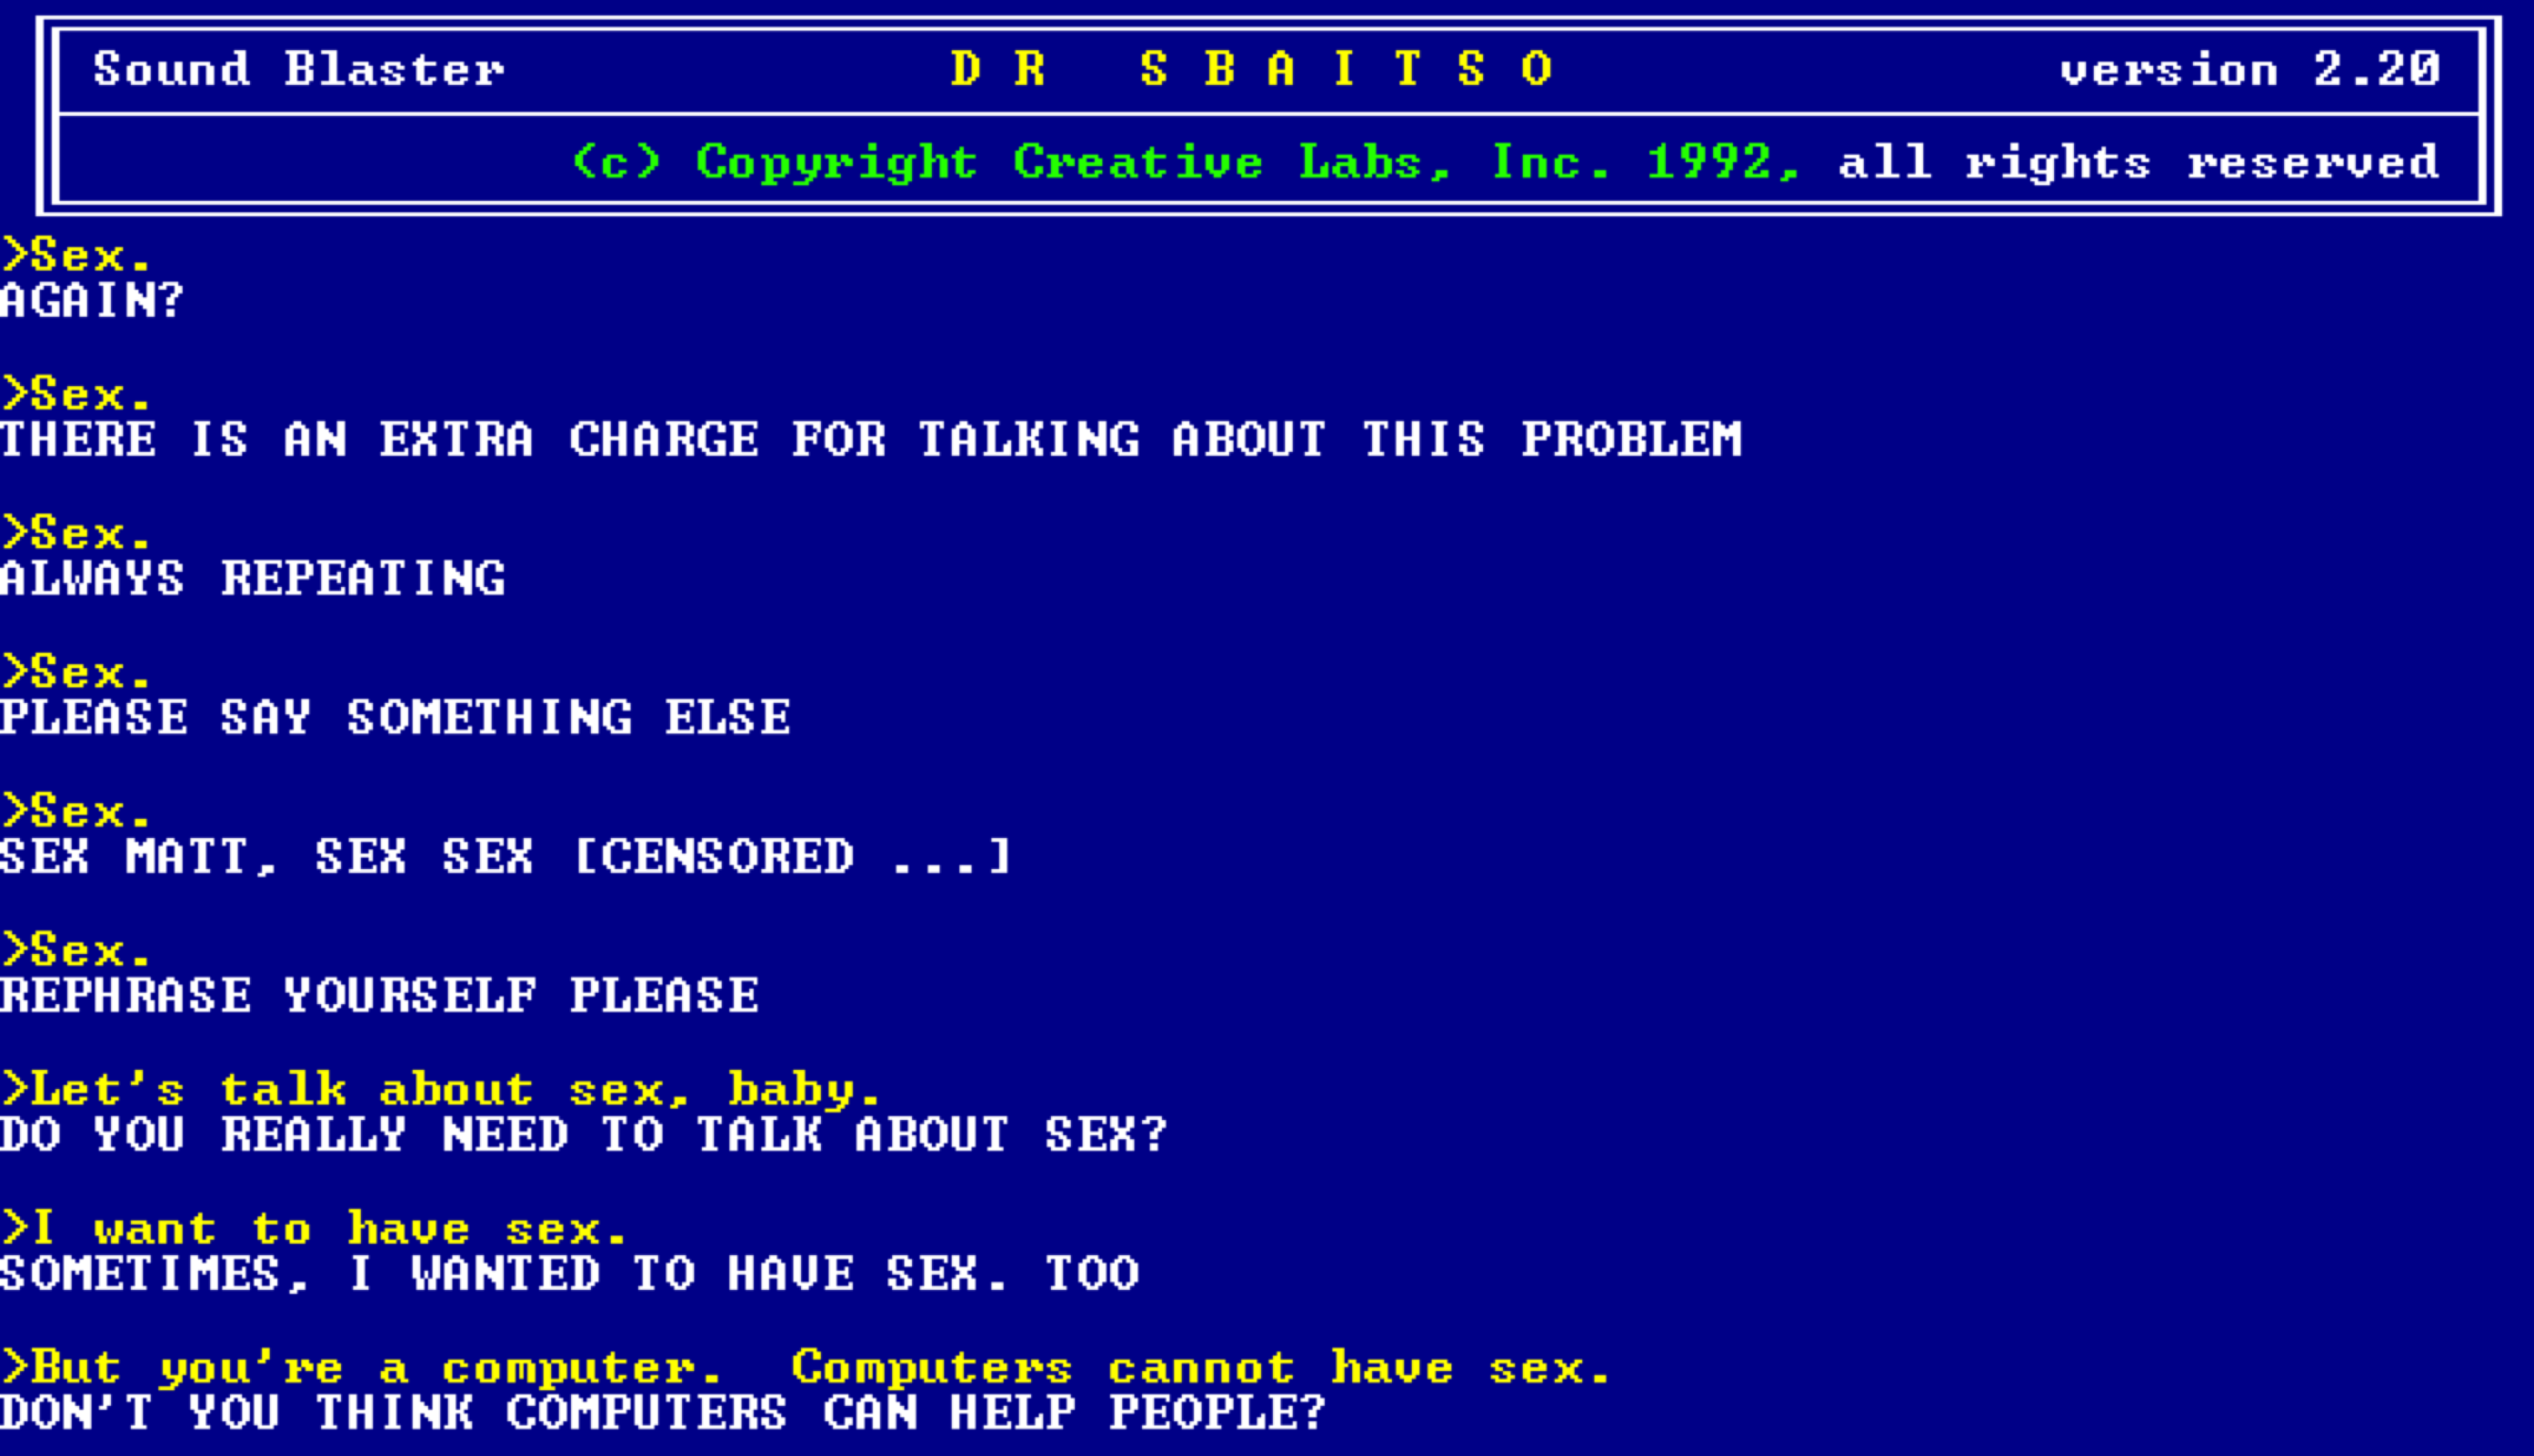 Sound Blaster D R S B A I T S O version 2.20
(c) Copyright Creative Labs, Inc. 1992, all rights reserved
>Sex.
AGAIN?
>Sex.
THERE IS AN EXTRA CHARGE FOR TALKING ABOUT THIS PROBLEM
>Sex.
ALWAYS REPEATING
>Sex.
PLEASE SAY SOMETHING ELSE
>Sex.
SEX MATT, SEX SEX [CENSORED ...]
>Sex.
REPHRASE YOURSELF PLEASE
>Let's talk about sex, baby.
DO YOU REALLY NEED TO TALK ABOUT SEX?
>I want to have sex.
SOMETIMES, I WANTED TO HAVE SEX. TOO
>But you're a computer.  Computers cannot have sex.
DON'T YOU THINK COMPUTERS CAN HELP PEOPLE?